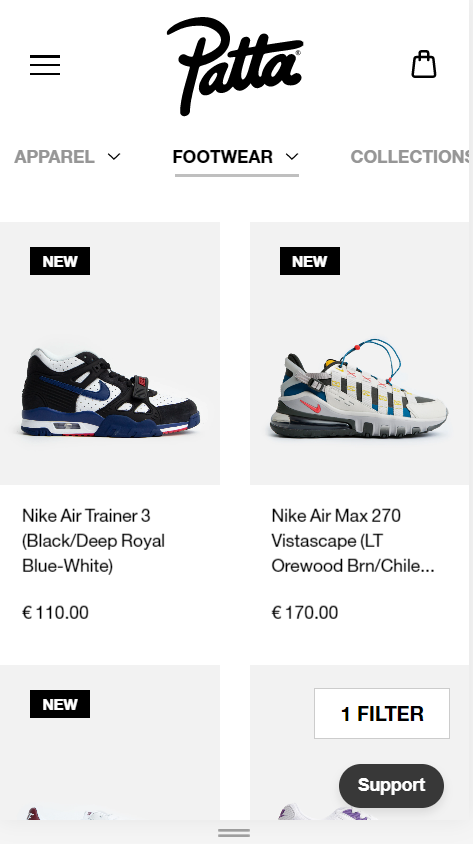 Patta®
APPAREL
FOOTWEAR
COLLECTIONS
NEW
NEW
Nike Air Trainer 3
(Black/Deep Royal
Blue-White)
€ 110.00
Nike Air Max 270
Vistascape (LT
Orewood Brn/Chile...
€ 170.00
NEW
1 FILTER
Support